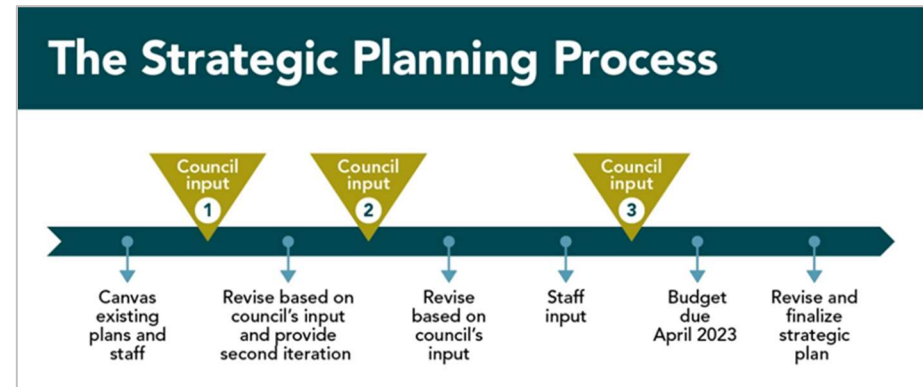 The Strategic Planning Process
Council
input
1
Council
input
2
Council
input
3
Canvas
existing
plans and
staff
Revise based on
council's input
and provide
second iteration
Revise
based on
council's
input
Staff
input
Budget
due
April 2023
Revise and
finalize
strategic
plan